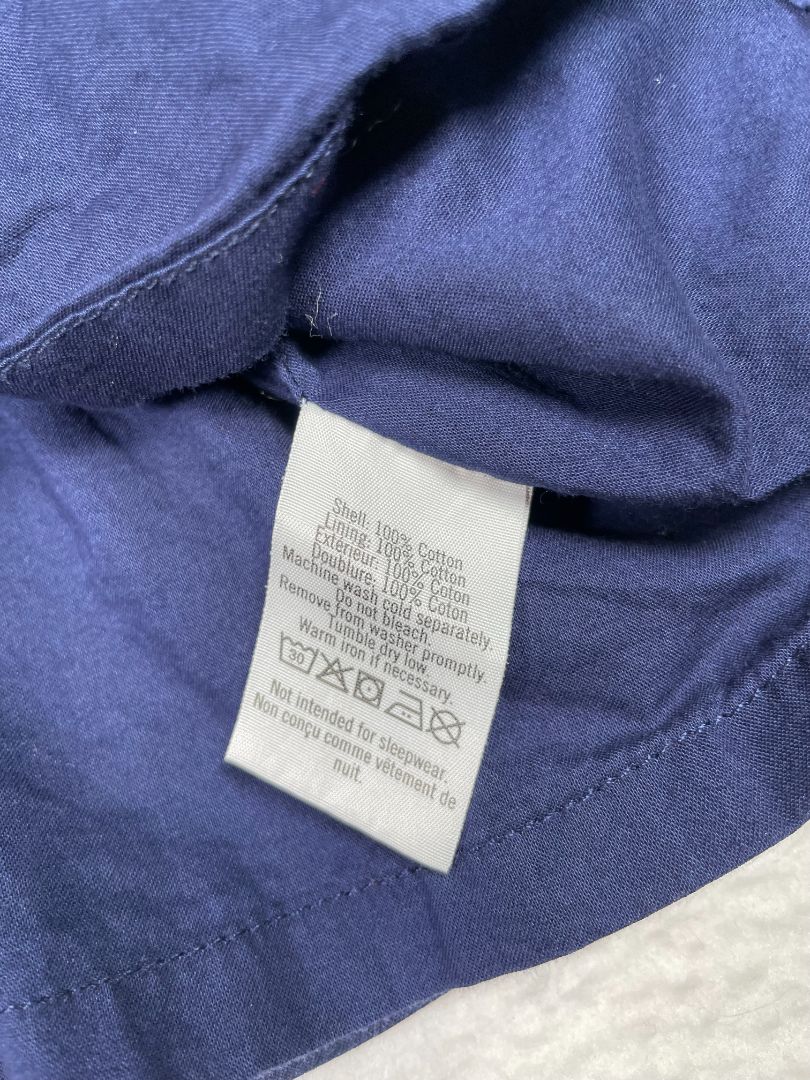 Shell: 100% Cotton
Lining: 100% Cotton
Extérieur: 100% Coton
Doublure: 100% Coton
Machine wash cold separately.
Do not bleach.
Remove from washer promptly.
Tumble dry low.
Warm iron if necessary.
30
Not intended for sleepwear.
Non conçu comme vêtement de
nuit.